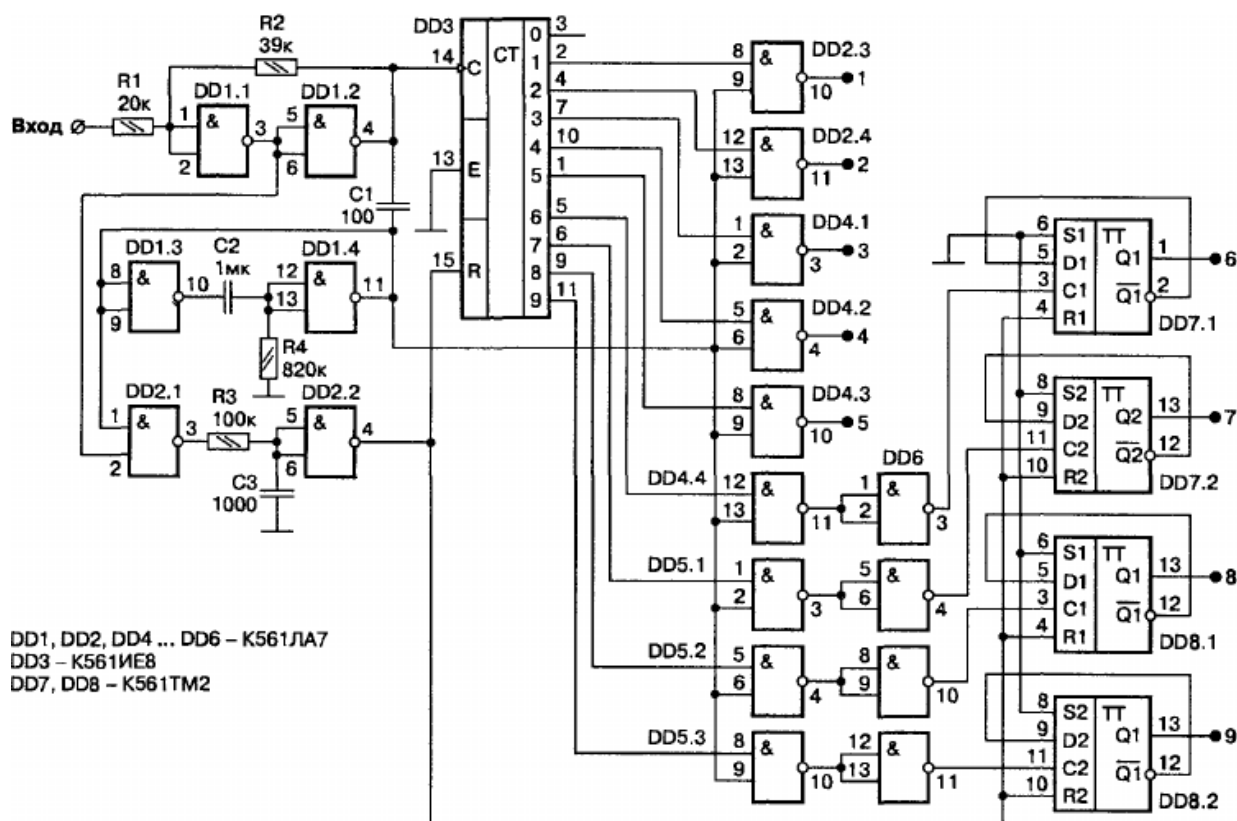 R2
39к
R1
20к
Вход
DD1.1
&
1
2
3
DD1.2
&
5
6
4
C1
100
DD1.3
&
8
9
10
C2
1мк
DD1.4
&
12
13
11
R4
820к
DD2.1
&
1
2
3
R3
100к
DD2.2
&
5
6
4
C3
1000
DD3
CT
14 C
13 E
15 R
0 3
1 2
2 4
3 7
4 10
5 1
6 5
7 6
8 9
9 11
DD2.3
&
8
9
10
1
DD2.4
&
12
13
11
2
DD4.1
&
1
2
3
3
DD4.2
&
5
6
4
4
DD4.3
&
8
9
10
5
DD4.4
&
12
13
11
DD6
&
1
2
3
DD5.1
&
1
2
3
&
5
6
4
DD5.2
&
5
6
4
&
8
9
10
DD5.3
&
8
9
10
&
12
13
11
6 S1 TT
5 D1 Q1 1
3 C1
4 R1 Q1 2
DD7.1
6
8 S2 TT
9 D2 Q2 13
11 C2 Q2 12
10 R2
DD7.2
7
6 S1 TT
5 D1 Q1 13
3 C1 Q1 12
4 R1
DD8.1
8
8 S2 TT
9 D2 Q1 13
11 C2 Q1 12
10 R2
DD8.2
9
DD1, DD2, DD4 ... DD6 – К561ЛА7
DD3 – К561ИЕ8
DD7, DD8 – К561ТМ2